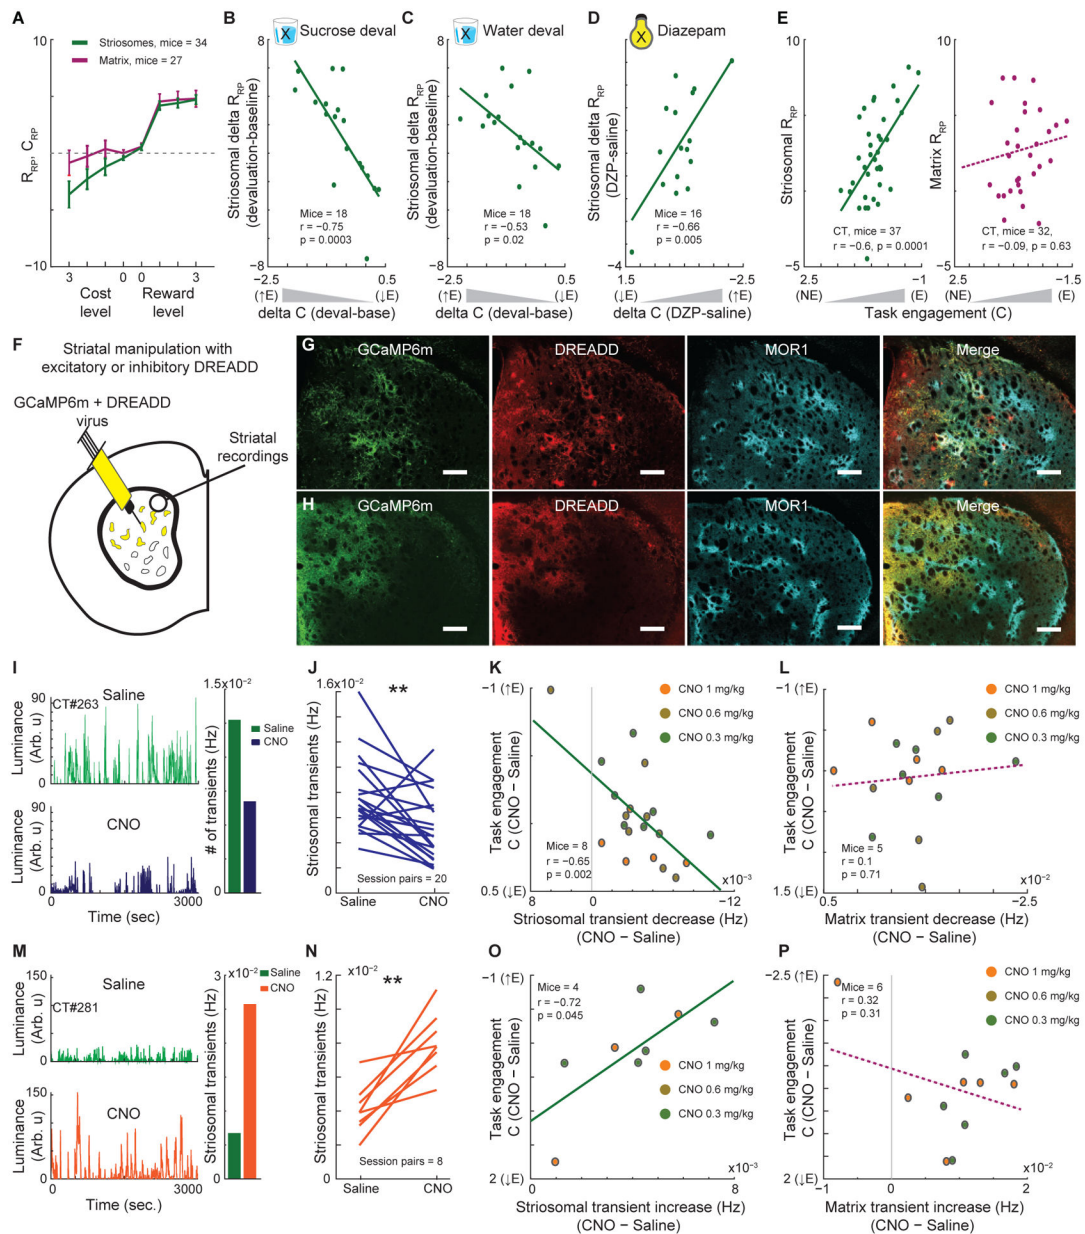 A
10
Striosomes, mice = 34
Matrix, mice = 27
R_RP, C_RP
−10
3
0
0
3
Cost level
Reward level
B
X
Sucrose deval
8
Striosomal delta R_RP
(devaluation-baseline)
Mice = 18
r = −0.75
p = 0.0003
−8
−2.5
0.5
(↑E)
(↓E)
delta C (deval-base)
C
X
Water deval
8
Striosomal delta R_RP
(devaluation-baseline)
Mice = 18
r = −0.53
p = 0.02
−8
−2.5
0.5
(↑E)
(↓E)
delta C (deval-base)
D
X
Diazepam
8
Striosomal delta R_RP
(DZP-saline)
Mice = 16
r = −0.66
p = 0.005
−4
1.5
−2.5
(↓E)
(↑E)
delta C (DZP-saline)
E
10
Striosomal R_RP
CT, mice = 37
r = −0.6, p = 0.0001
−5
2
−1
(NE)
(E)
10
Matrix R_RP
CT, mice = 32,
r = −0.09, p = 0.63
−5
2.5
−1.5
(NE)
(E)
Task engagement (C)
F
Striatal manipulation with
excitatory or inhibitory DREADD
GCaMP6m + DREADD
virus
Striatal
recordings
G
GCaMP6m
DREADD
MOR1
Merge
H
GCaMP6m
DREADD
MOR1
Merge
I
Saline
90
CT#263
Luminance
(Arb. u)
0
CNO
90
Luminance
(Arb. u)
0
0
3000
Time (sec)
1.5x10⁻²
# of transients (Hz)
0
Saline
CNO
J
1.6x10⁻²
**
Striosomal transients (Hz)
0
Session pairs = 20
Saline
CNO
K
−1 (↑E)
CNO 1 mg/kg
CNO 0.6 mg/kg
CNO 0.3 mg/kg
Task engagement
C (CNO − Saline)
Mice = 8
r = −0.65
p = 0.002
0.5 (↓E)
x10⁻³
8
0
−12
Striosomal transient decrease (Hz)
(CNO − Saline)
L
−1 (↑E)
CNO 1 mg/kg
CNO 0.6 mg/kg
CNO 0.3 mg/kg
Task engagement
C (CNO − Saline)
Mice = 5
r = 0.1
p = 0.71
1.5 (↓E)
x10⁻²
0.5
−2.5
Matrix transient decrease (Hz)
(CNO − Saline)
M
Saline
150
CT#281
Luminance
(Arb. u)
0
CNO
150
Luminance
(Arb. u)
0
0
3000
Time (sec.)
3 x10⁻²
Striosomal transients (Hz)
0
Saline
CNO
N
1.2 x10⁻²
**
Striosomal transients (Hz)
0
Session pairs = 8
Saline
CNO
O
−1 (↑E)
Mice = 4
r = −0.72
p = 0.045
CNO 1 mg/kg
CNO 0.6 mg/kg
CNO 0.3 mg/kg
Task engagement
C (CNO − Saline)
2 (↓E)
x10⁻³
0
8
Striosomal transient increase (Hz)
(CNO − Saline)
P
−2.5 (↑E)
Mice = 6
r = 0.32
p = 0.31
CNO 1 mg/kg
CNO 0.6 mg/kg
CNO 0.3 mg/kg
Task engagement
C (CNO − Saline)
2 (↓E)
x10⁻²
−1
0
2
Matrix transient increase (Hz)
(CNO − Saline)